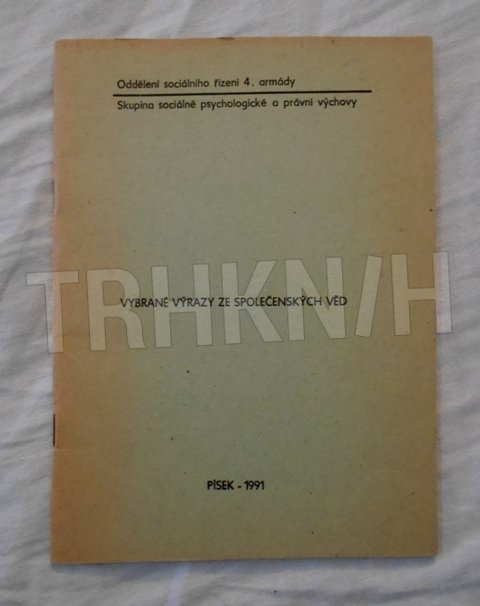 Oddělení sociálního řízení 4. armády
Skupina sociálně psychologické a právní výchovy
TRHKNIH
VYBRANÉ VÝRAZY ZE SPOLEČENSKÝCH VĚD
PÍSEK - 1991